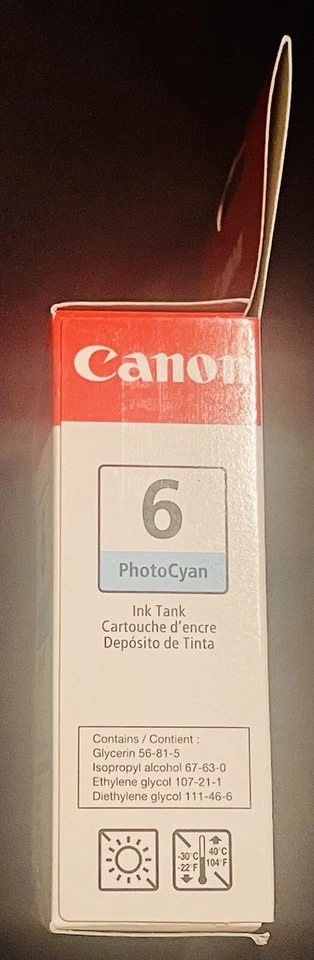 Canon
6
PhotoCyan
Ink Tank
Cartouche d'encre
Depósito de Tinta
Contains / Contient :
Glycerin 56-81-5
Isopropyl alcohol 67-63-0
Ethylene glycol 107-21-1
Diethylene glycol 111-46-6
-30°C
-22°F
40°C
104°F